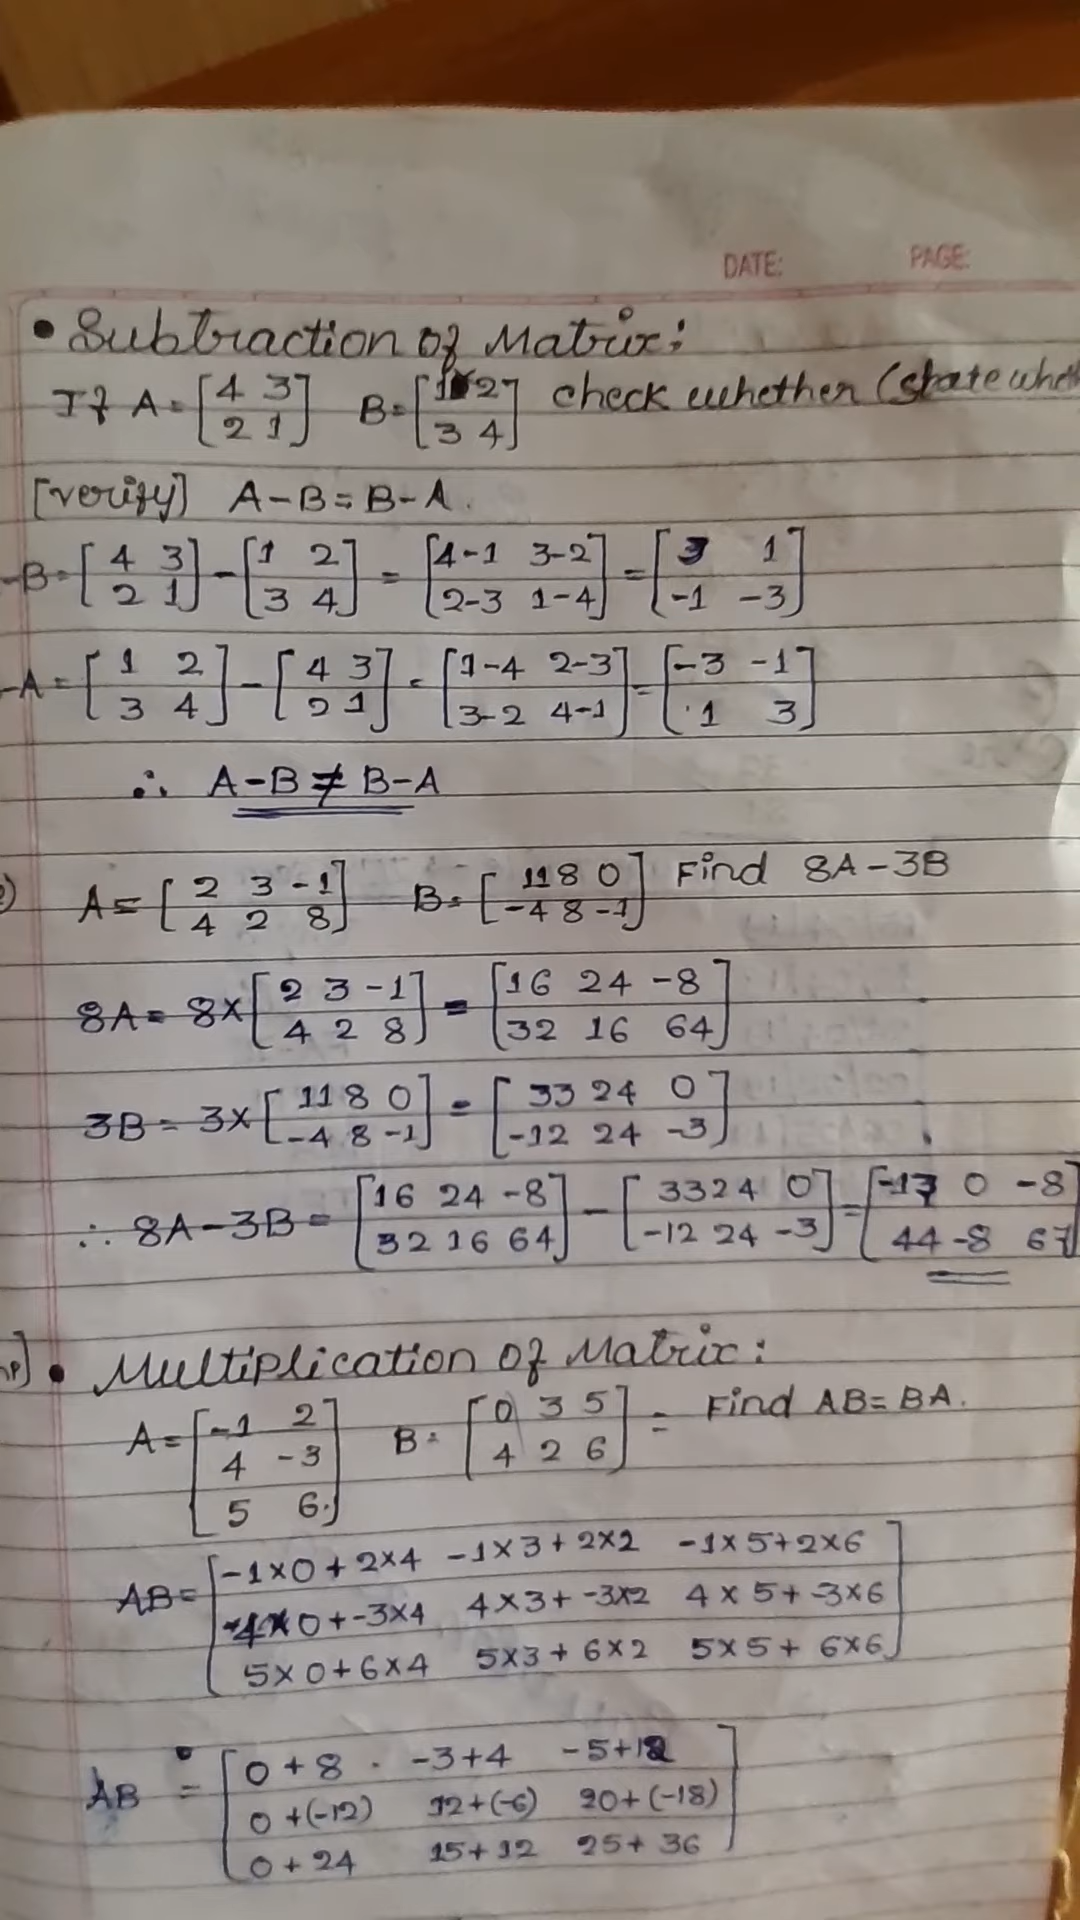 DATE: PAGE:
• Subtraction of Matrix:
If A = [4 3 / 2 1] B = [1 2 / 3 4] check whether (state
[verify] A-B = B-A.
-B = [4 3 / 2 1] - [1 2 / 3 4] = [4-1 3-2 / 2-3 1-4] = [3 1 / -1 -3]
-A = [1 2 / 3 4] - [4 3 / 2 1] = [1-4 2-3 / 3-2 4-1] = [-3 -1 / 1 3]
∴ A-B ≠ B-A
) A = [2 3 -1 / 4 2 8] B = [11 8 0 / -4 8 -1] Find 8A-3B
8A = 8× [2 3 -1 / 4 2 8] = [16 24 -8 / 32 16 64]
3B = 3× [11 8 0 / -4 8 -1] = [33 24 0 / -12 24 -3]
∴ 8A-3B = [16 24 -8 / 32 16 64] - [33 24 0 / -12 24 -3] = [-17 0 -8 / 44 -8 67]
] • Multiplication of Matrix:
A = [-1 2 / 4 -3 / 5 6] B = [0 3 5 / 4 2 6] = Find AB = BA.
AB = [-1×0+2×4 -1×3+2×2 -1×5+2×6
4×0+-3×4 4×3+-3×2 4×5+-3×6
5×0+6×4 5×3+6×2 5×5+6×6]
AB = [0+8 -3+4 -5+12
0+(-12) 12+(-6) 20+(-18)
0+24 15+12 25+36]